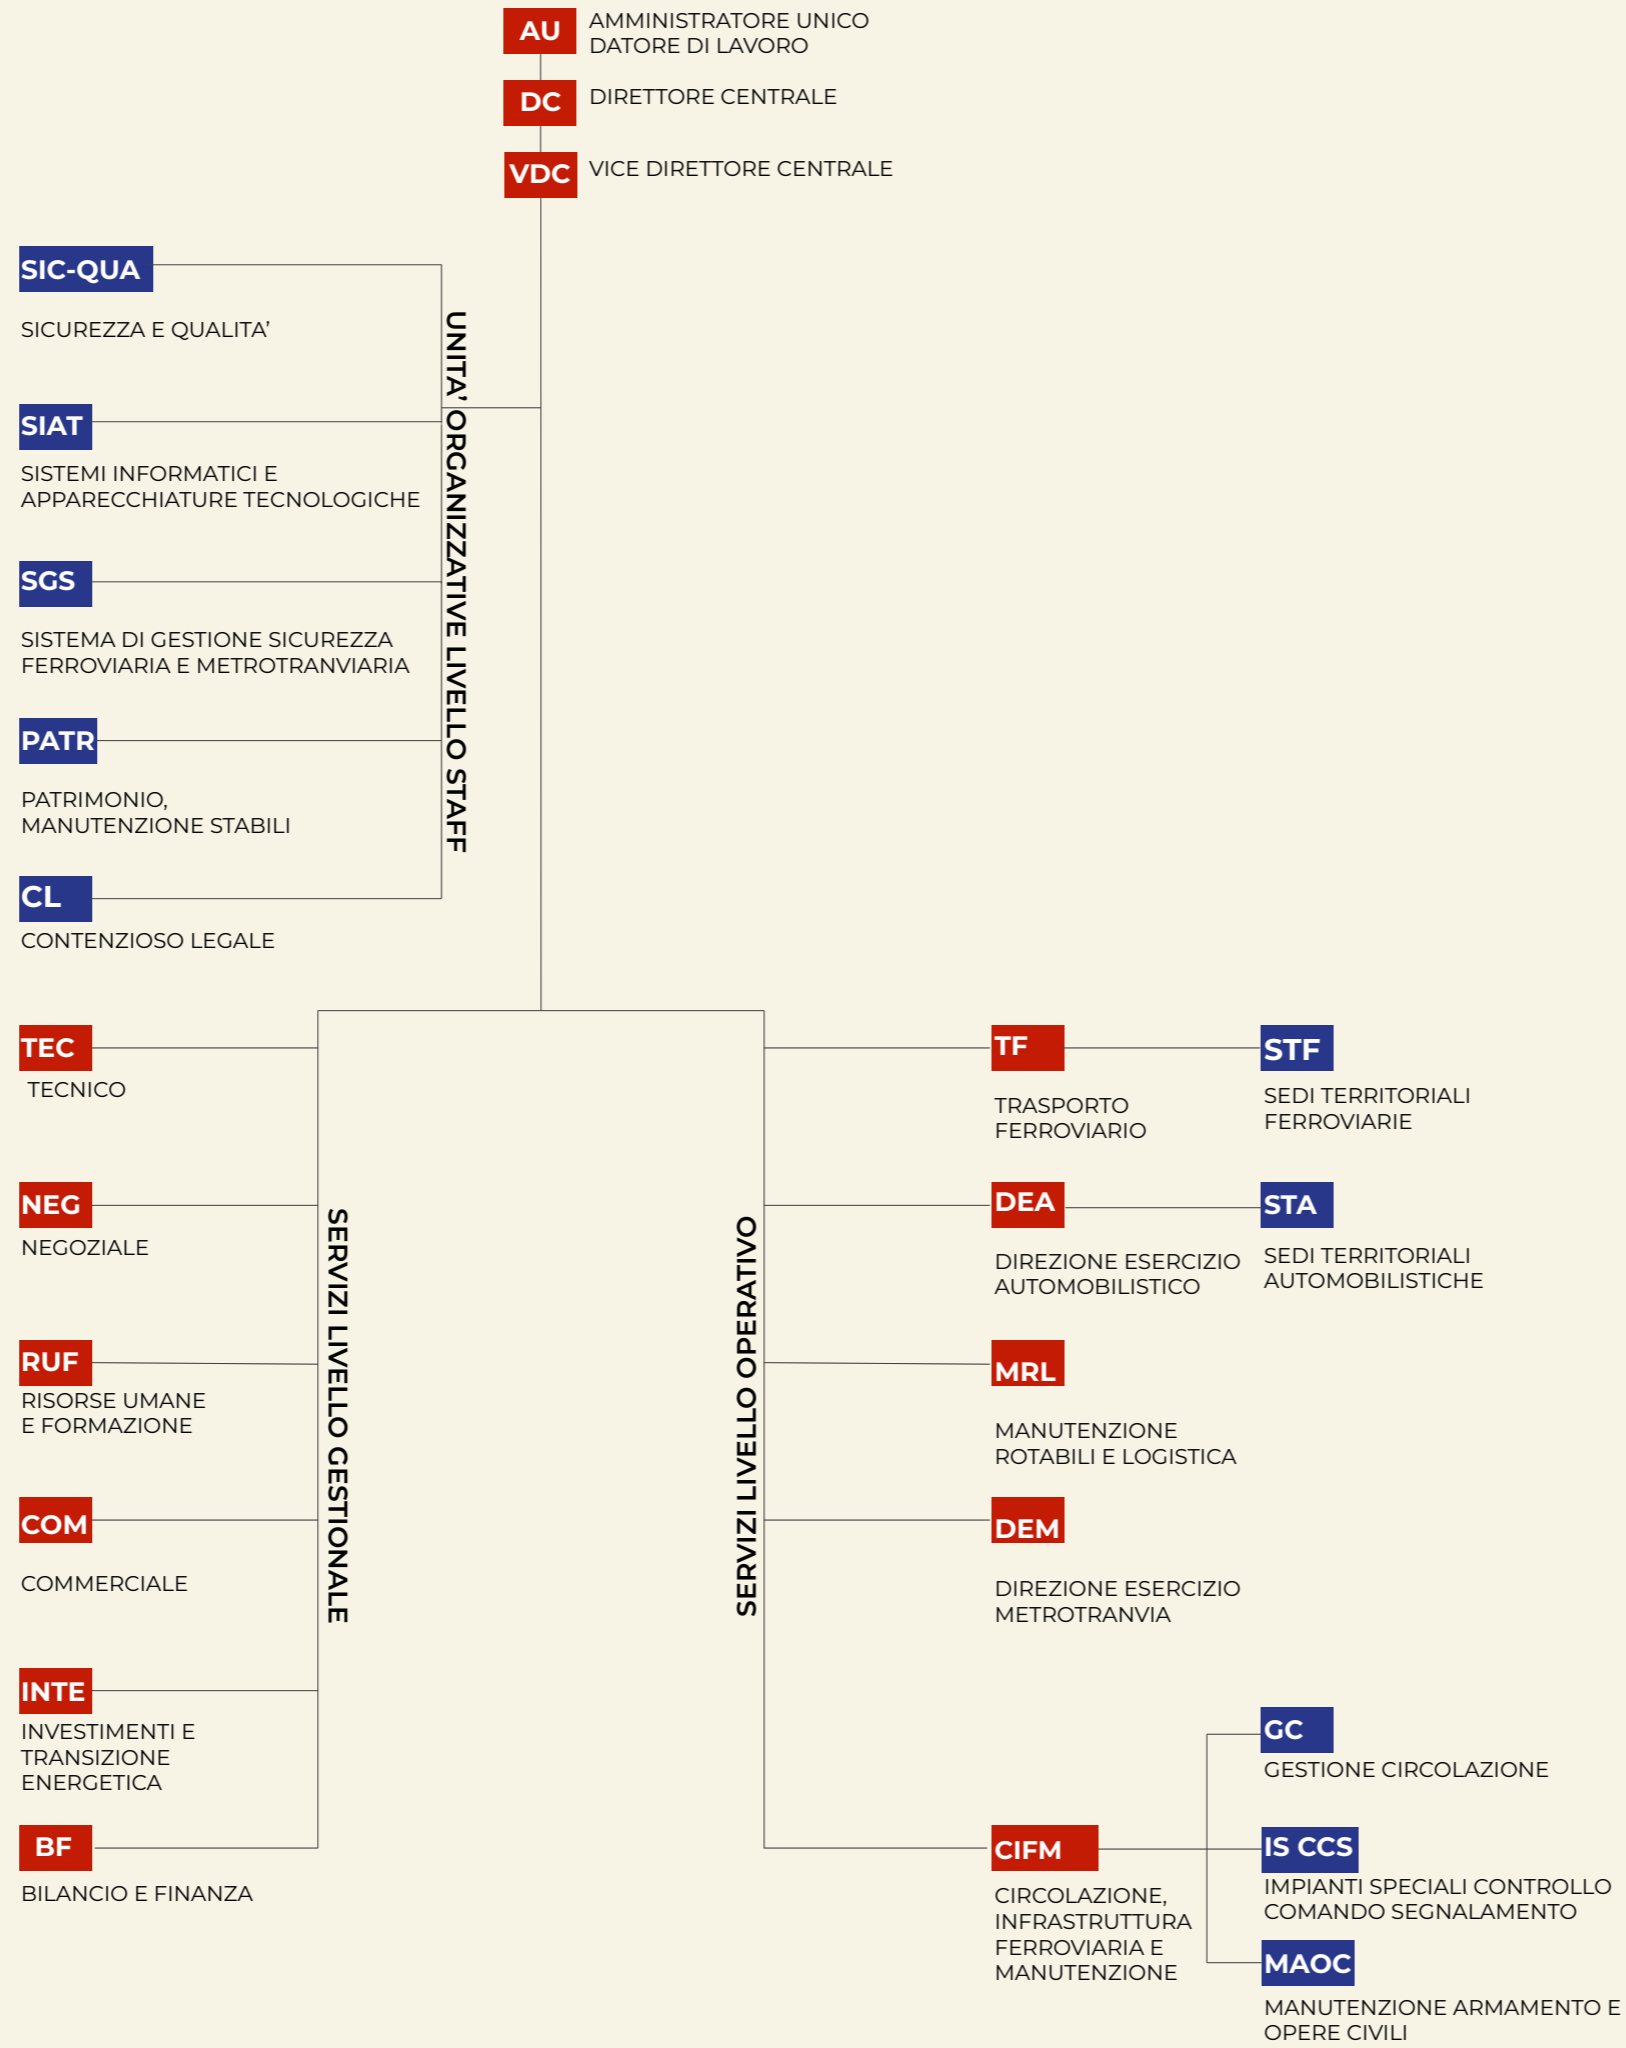 AU
AMMINISTRATORE UNICO
DATORE DI LAVORO
DC
DIRETTORE CENTRALE
VDC
VICE DIRETTORE CENTRALE
UNITA’ ORGANIZZATIVE LIVELLO STAFF
SIC-QUA
SICUREZZA E QUALITA’
SIAT
SISTEMI INFORMATICI E
APPARECCHIATURE TECNOLOGICHE
SGS
SISTEMA DI GESTIONE SICUREZZA
FERROVIARIA E METROTRANVIARIA
PATR
PATRIMONIO,
MANUTENZIONE STABILI
CL
CONTENZIOSO LEGALE
SERVIZI LIVELLO GESTIONALE
TEC
TECNICO
NEG
NEGOZIALE
RUF
RISORSE UMANE
E FORMAZIONE
COM
COMMERCIALE
INTE
INVESTIMENTI E
TRANSIZIONE
ENERGETICA
BF
BILANCIO E FINANZA
SERVIZI LIVELLO OPERATIVO
TF
TRASPORTO
FERROVIARIO
STF
SEDI TERRITORIALI
FERROVIARIE
DEA
DIREZIONE ESERCIZIO
AUTOMOBILISTICO
STA
SEDI TERRITORIALI
AUTOMOBILISTICHE
MRL
MANUTENZIONE
ROTABILI E LOGISTICA
DEM
DIREZIONE ESERCIZIO
METROTRANVIA
CIFM
CIRCOLAZIONE,
INFRASTRUTTURA
FERROVIARIA E
MANUTENZIONE
GC
GESTIONE CIRCOLAZIONE
IS CCS
IMPIANTI SPECIALI CONTROLLO
COMANDO SEGNALAMENTO
MAOC
MANUTENZIONE ARMAMENTO E
OPERE CIVILI